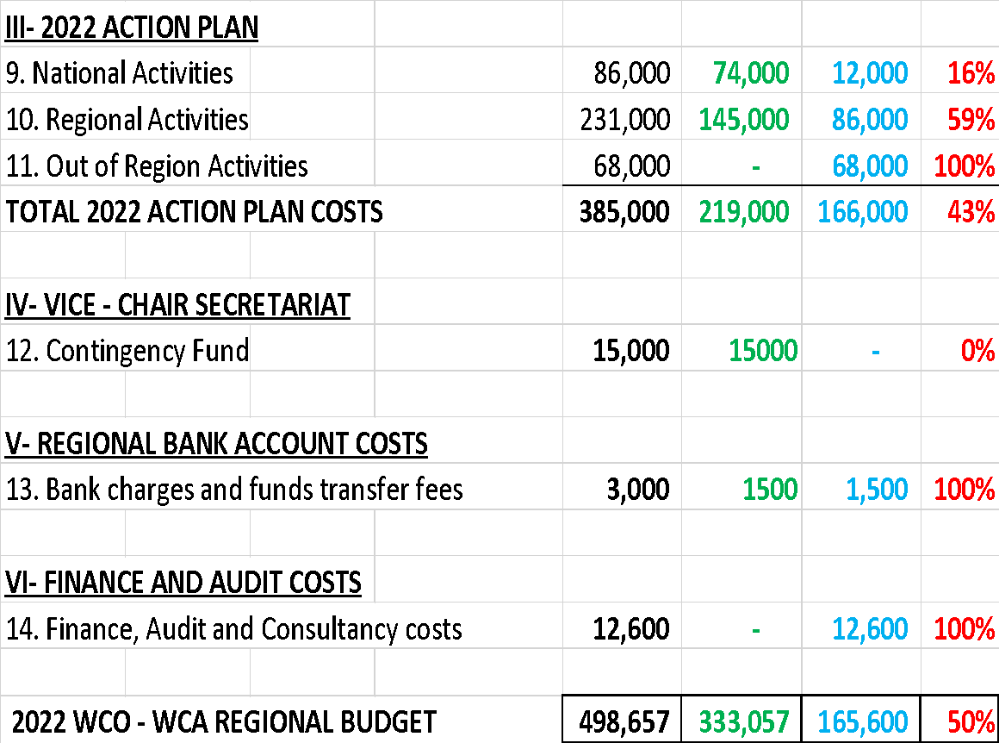 III- 2022 ACTION PLAN
9. National Activities 86,000 74,000 12,000 16%
10. Regional Activities 231,000 145,000 86,000 59%
11. Out of Region Activities 68,000 - 68,000 100%
TOTAL 2022 ACTION PLAN COSTS 385,000 219,000 166,000 43%
IV- VICE - CHAIR SECRETARIAT
12. Contingency Fund 15,000 15000 - 0%
V- REGIONAL BANK ACCOUNT COSTS
13. Bank charges and funds transfer fees 3,000 1500 1,500 100%
VI- FINANCE AND AUDIT COSTS
14. Finance, Audit and Consultancy costs 12,600 - 12,600 100%
2022 WCO - WCA REGIONAL BUDGET 498,657 333,057 165,600 50%